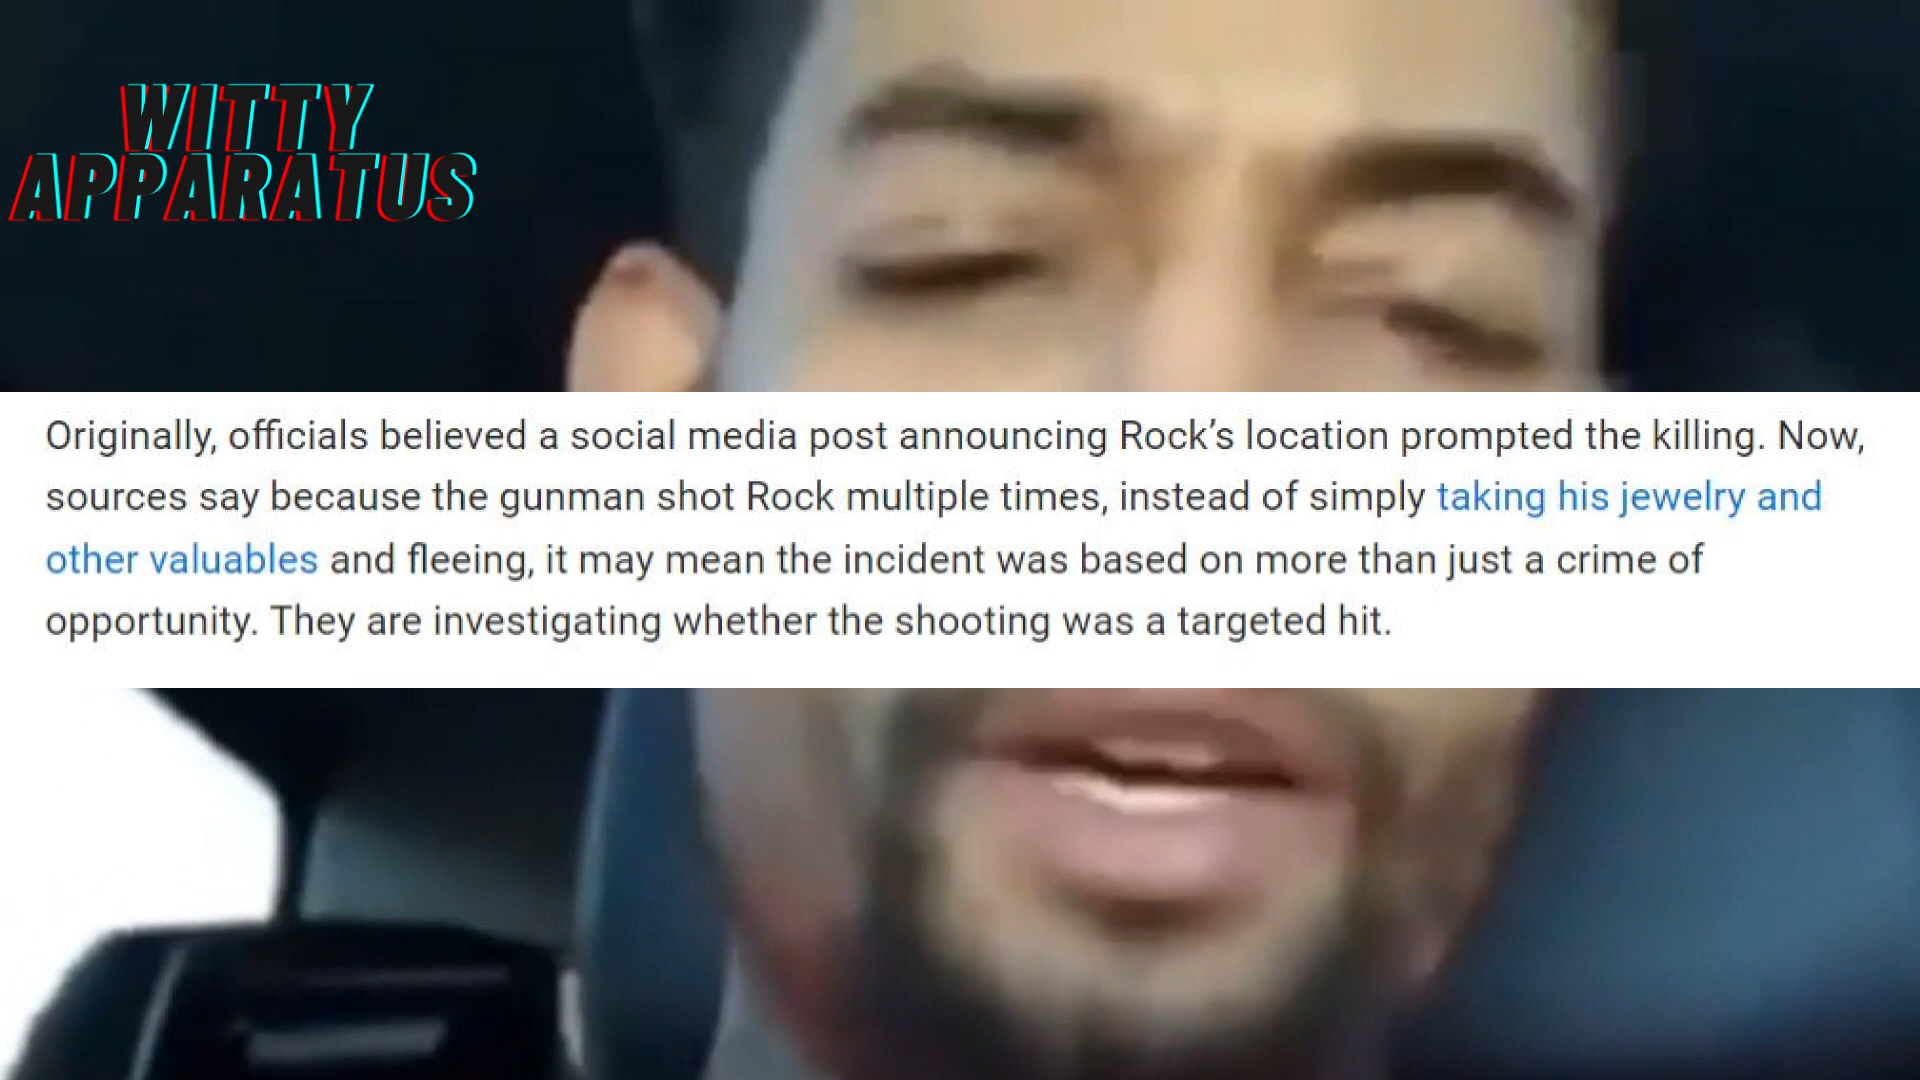 WITTY
APPARATUS
Originally, officials believed a social media post announcing Rock’s location prompted the killing. Now,
sources say because the gunman shot Rock multiple times, instead of simply taking his jewelry and
other valuables and fleeing, it may mean the incident was based on more than just a crime of
opportunity. They are investigating whether the shooting was a targeted hit.